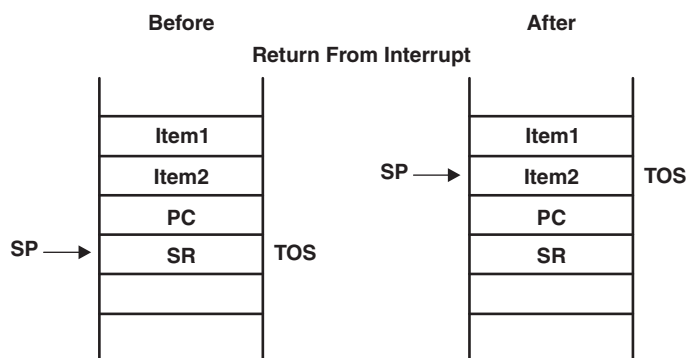 Before
After
Return From Interrupt
Item1
Item2
PC
SR
SP
TOS
Item1
Item2
PC
SR
SP
TOS